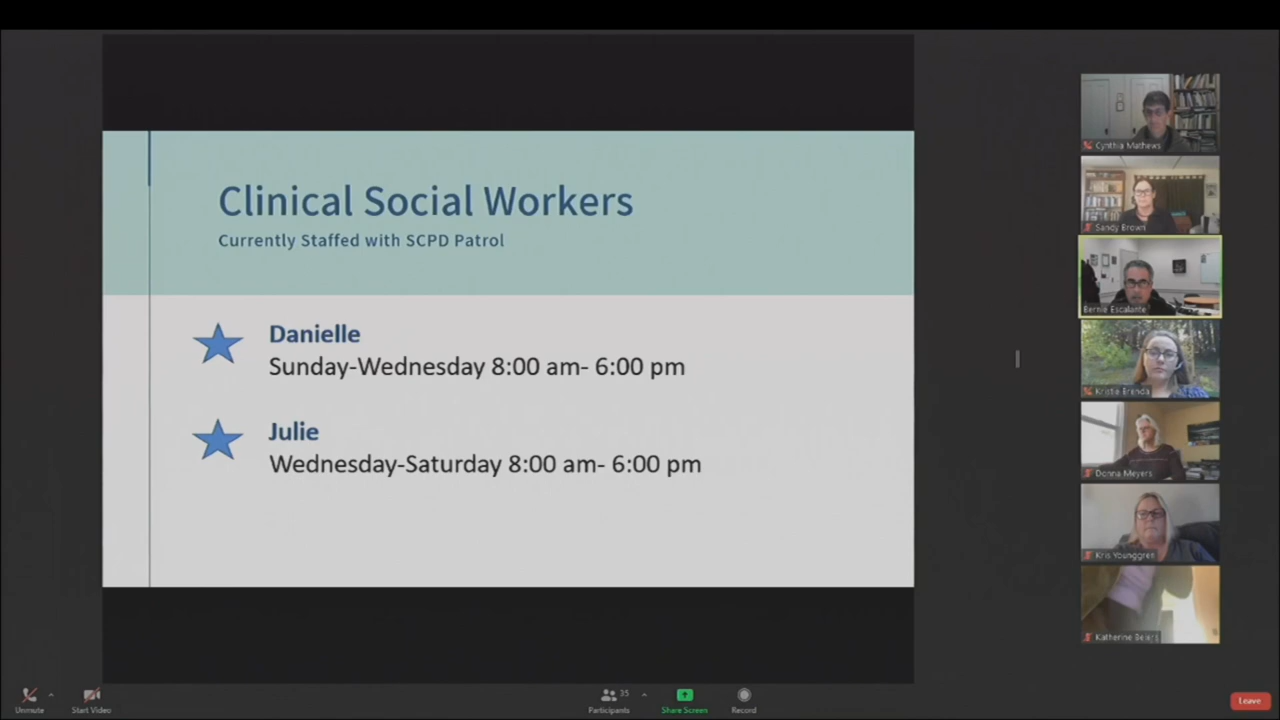 Clinical Social Workers
Currently Staffed with SCPD Patrol
Danielle
Sunday-Wednesday 8:00 am- 6:00 pm
Julie
Wednesday-Saturday 8:00 am- 6:00 pm
Cynthia Mathews
Sandy Brown
Bernie Escalante
Kristie Brenda
Donna Meyers
Kris Younggren
Katherine Beiers
Unmute
Start Video
35
Participants
Share Screen
Record
Leave